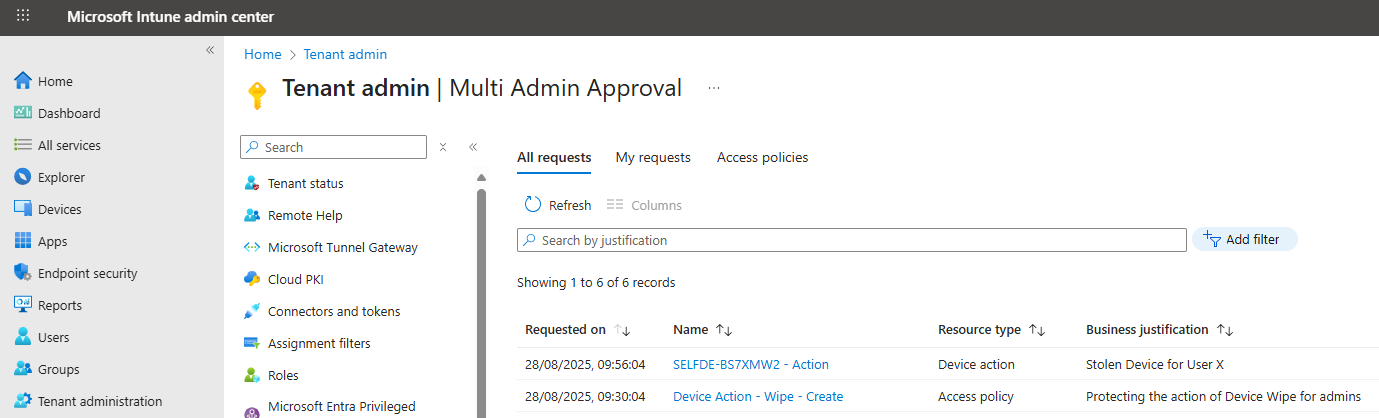 Microsoft Intune admin center
Home
Dashboard
All services
Explorer
Devices
Apps
Endpoint security
Reports
Users
Groups
Tenant administration
Home > Tenant admin
Tenant admin | Multi Admin Approval ...
Search
Tenant status
Remote Help
Microsoft Tunnel Gateway
Cloud PKI
Connectors and tokens
Assignment filters
Roles
Microsoft Entra Privileged
All requests My requests Access policies
Refresh Columns
Search by justification Add filter
Showing 1 to 6 of 6 records
Requested on Name Resource type Business justification
28/08/2025, 09:56:04 SELFDE-BS7XMW2 - Action Device action Stolen Device for User X
28/08/2025, 09:30:04 Device Action - Wipe - Create Access policy Protecting the action of Device Wipe for admins